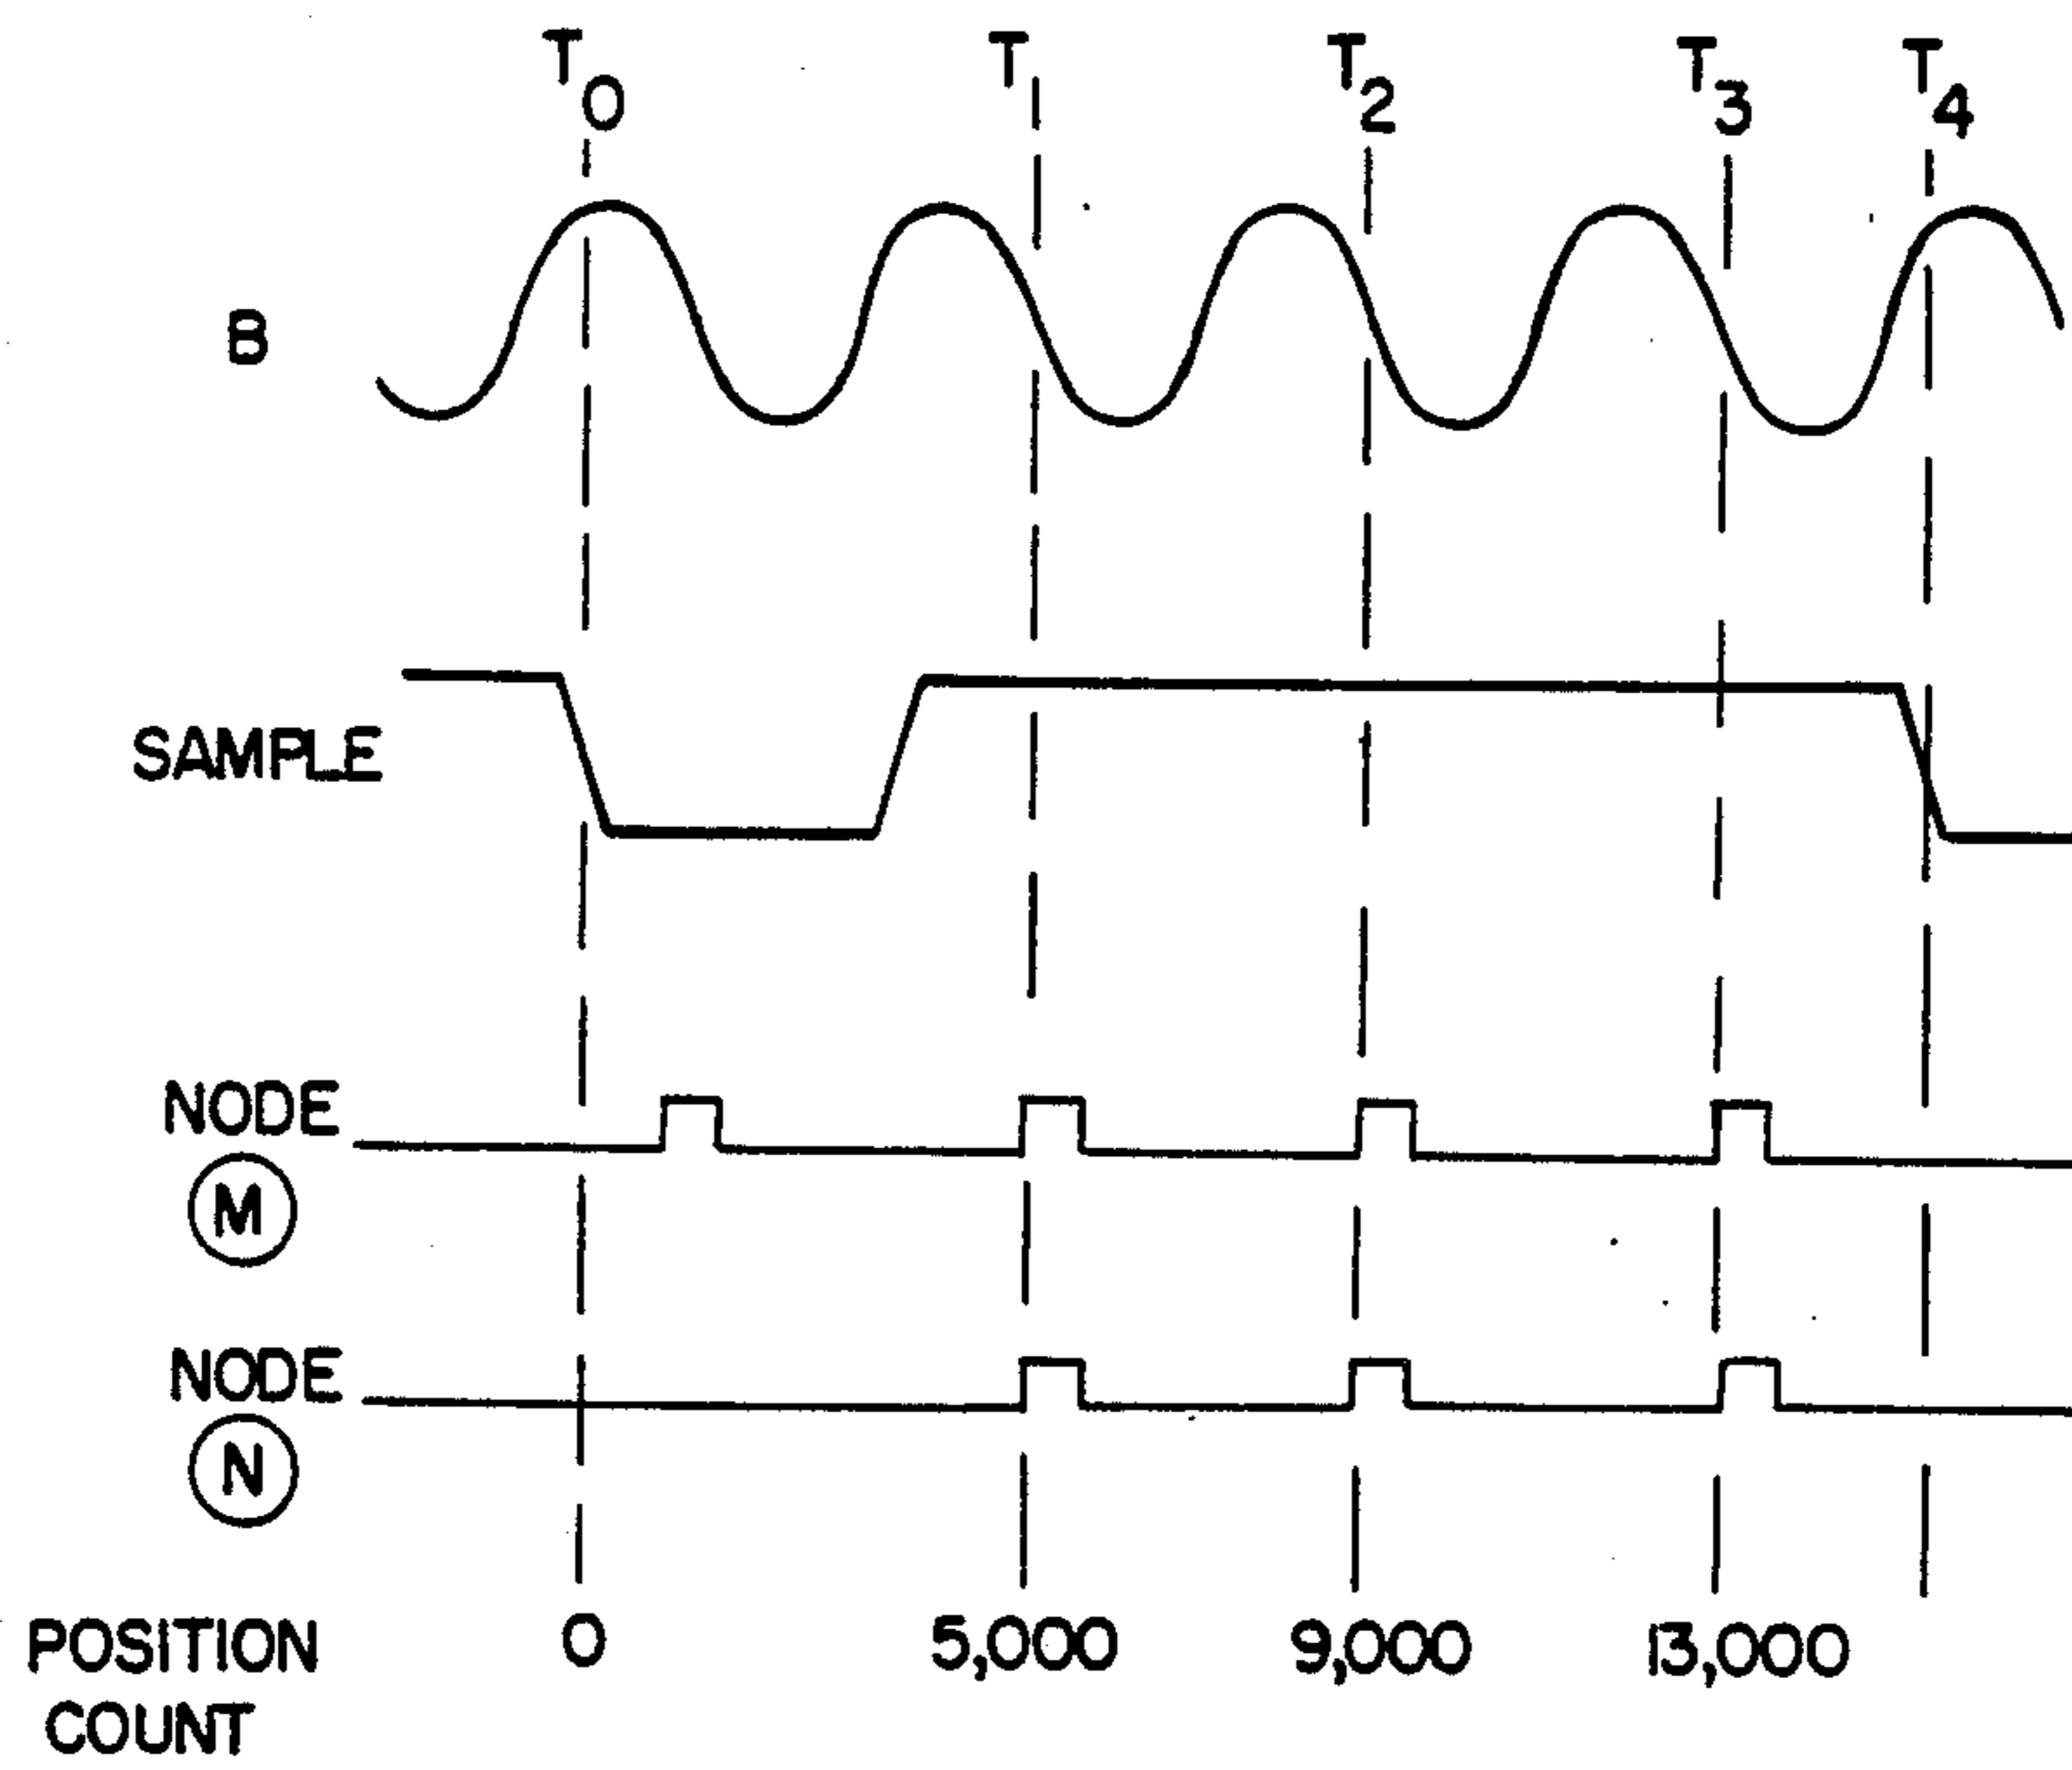 T0 T1 T2 T3 T4
B
SAMPLE
NODE
M
NODE
N
POSITION
COUNT
0 5,000 9,000 13,000